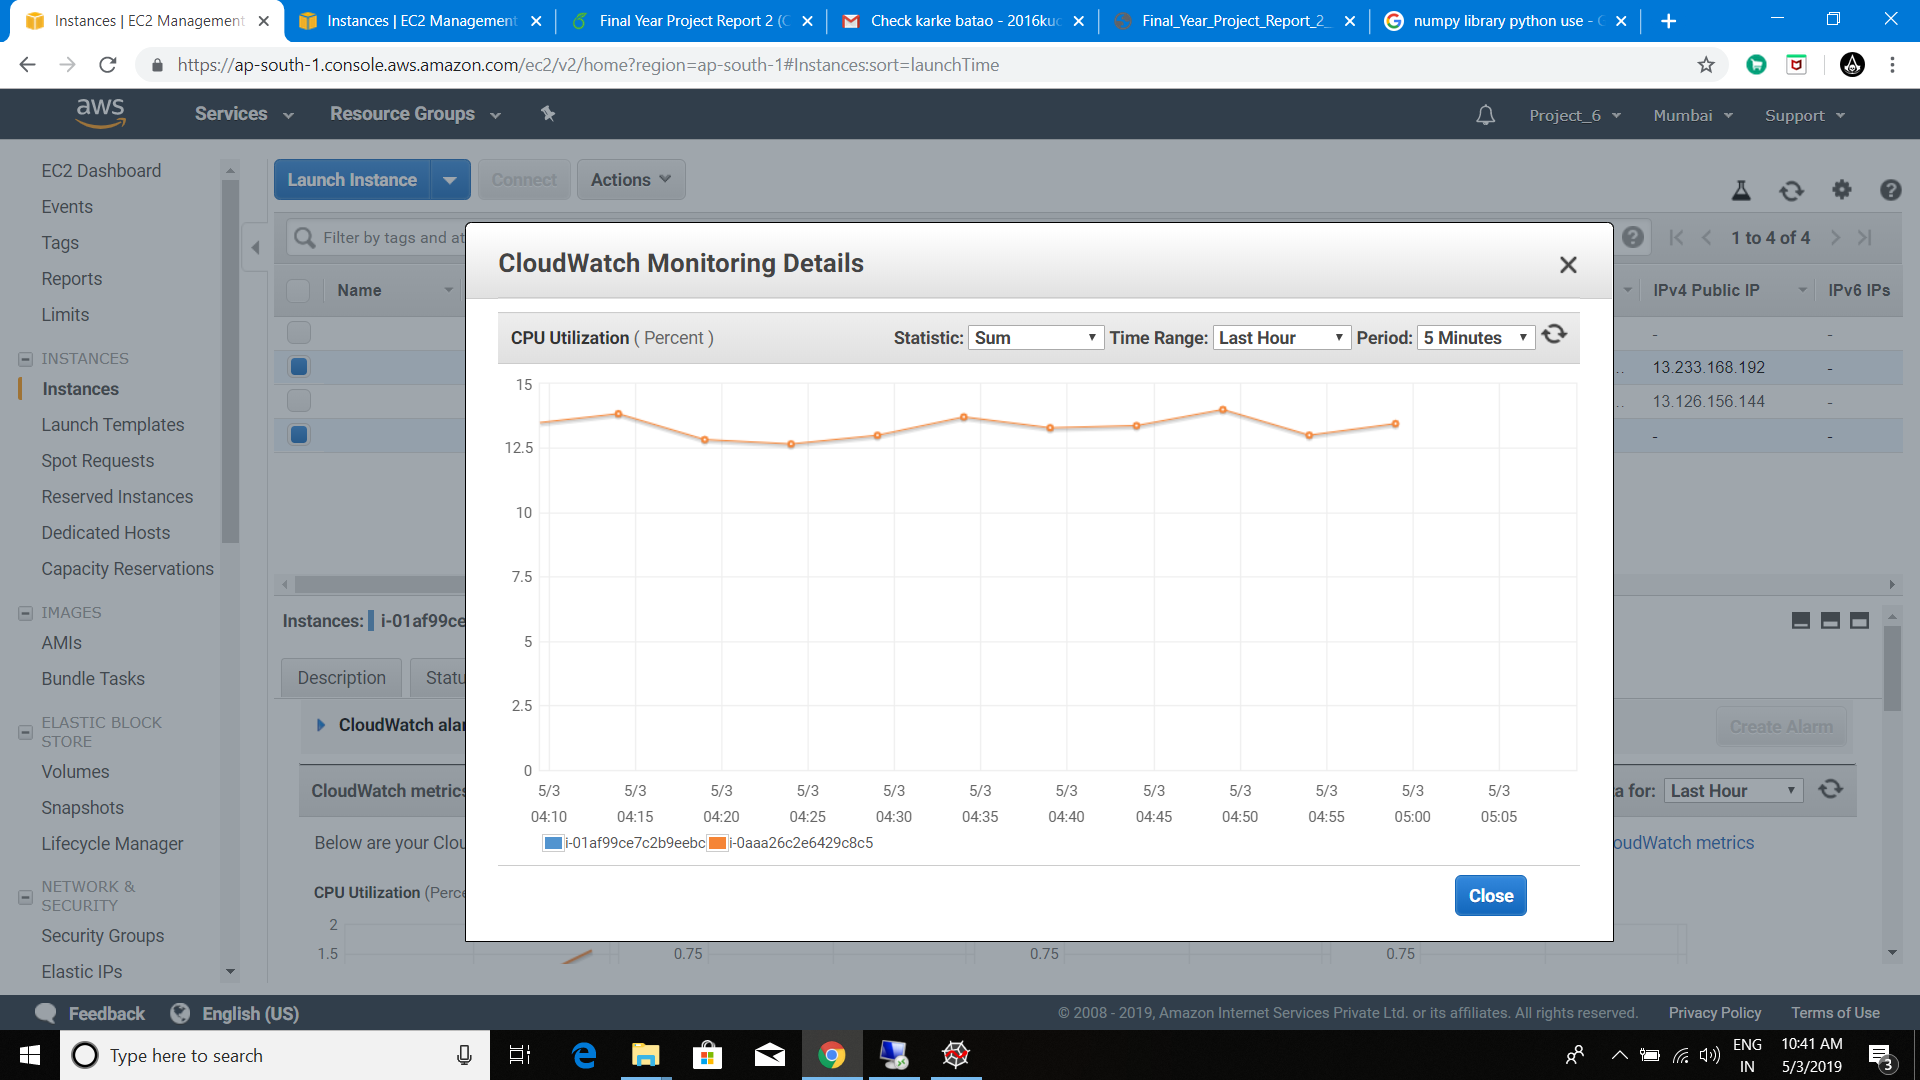 Instances | EC2 Management
Instances | EC2 Management
Final Year Project Report 2 (C
Check karke batao - 2016kuc
Final_Year_Project_Report_2_
numpy library python use - G
https://ap-south-1.console.aws.amazon.com/ec2/v2/home?region=ap-south-1#Instances:sort=launchTime
aws
Services
Resource Groups
Project_6
Mumbai
Support
EC2 Dashboard
Events
Tags
Reports
Limits
INSTANCES
Instances
Launch Templates
Spot Requests
Reserved Instances
Dedicated Hosts
Capacity Reservations
IMAGES
AMIs
Bundle Tasks
ELASTIC BLOCK
STORE
Volumes
Snapshots
Lifecycle Manager
NETWORK &
SECURITY
Security Groups
Elastic IPs
Launch Instance
Connect
Actions
Filter by tags and at
1 to 4 of 4
Name
IPv4 Public IP
IPv6 IPs
- -
13.233.168.192 -
13.126.156.144 -
- -
CloudWatch Monitoring Details
CPU Utilization ( Percent )
Statistic: Sum
Time Range: Last Hour
Period: 5 Minutes
15
12.5
10
7.5
5
2.5
0
5/3 5/3 5/3 5/3 5/3 5/3 5/3 5/3 5/3 5/3 5/3 5/3
04:10 04:15 04:20 04:25 04:30 04:35 04:40 04:45 04:50 04:55 05:00 05:05
i-01af99ce7c2b9eebc i-0aaa26c2e6429c8c5
Close
Instances: i-01af99ce
Description
Statu
CloudWatch alar
Create Alarm
CloudWatch metrics
a for: Last Hour
Below are your Clou
oudWatch metrics
CPU Utilization (Perce
2
1.5
0.75
0.75
0.75
Feedback
English (US)
© 2008 - 2019, Amazon Internet Services Private Ltd. or its affiliates. All rights reserved.
Privacy Policy
Terms of Use
Type here to search
ENG
IN
10:41 AM
5/3/2019
3